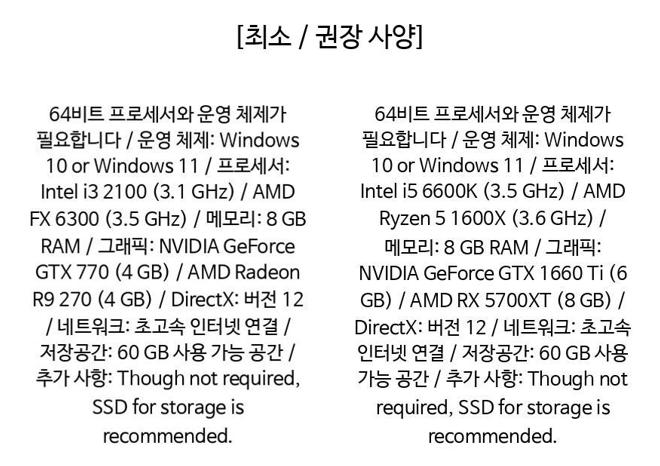 [최소 / 권장 사양]
64비트 프로세서와 운영 체제가
필요합니다 / 운영 체제: Windows
10 or Windows 11 / 프로세서:
Intel i3 2100 (3.1 GHz) / AMD
FX 6300 (3.5 GHz) / 메모리: 8 GB
RAM / 그래픽: NVIDIA GeForce
GTX 770 (4 GB) / AMD Radeon
R9 270 (4 GB) / DirectX: 버전 12
/ 네트워크: 초고속 인터넷 연결 /
저장공간: 60 GB 사용 가능 공간 /
추가 사항: Though not required,
SSD for storage is
recommended.
64비트 프로세서와 운영 체제가
필요합니다 / 운영 체제: Windows
10 or Windows 11 / 프로세서:
Intel i5 6600K (3.5 GHz) / AMD
Ryzen 5 1600X (3.6 GHz) /
메모리: 8 GB RAM / 그래픽:
NVIDIA GeForce GTX 1660 Ti (6
GB) / AMD RX 5700XT (8 GB) /
DirectX: 버전 12 / 네트워크: 초고속
인터넷 연결 / 저장공간: 60 GB 사용
가능 공간 / 추가 사항: Though not
required, SSD for storage is
recommended.